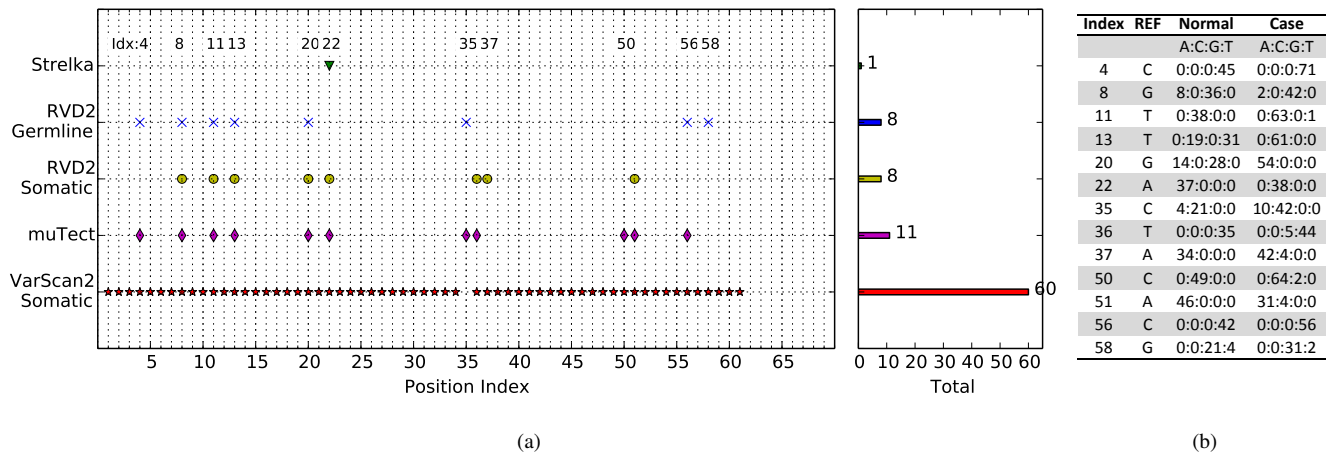 Idx:4 8 11 13 20 22 35 37 50 56 58
Strelka
RVD2
Germline
RVD2
Somatic
muTect
VarScan2
Somatic
5 10 15 20 25 30 35 40 45 50 55 60 65
Position Index
1
8
8
11
60
0 10 20 30 40 50 60
Total
Index REF Normal Case
A:C:G:T A:C:G:T
4 C 0:0:0:45 0:0:0:71
8 G 8:0:36:0 2:0:42:0
11 T 0:38:0:0 0:63:0:1
13 T 0:19:0:31 0:61:0:0
20 G 14:0:28:0 54:0:0:0
22 A 37:0:0:0 0:38:0:0
35 C 4:21:0:0 10:42:0:0
36 T 0:0:0:35 0:0:5:44
37 A 34:0:0:0 42:4:0:0
50 C 0:49:0:0 0:64:2:0
51 A 46:0:0:0 31:4:0:0
56 C 0:0:0:42 0:0:0:56
58 G 0:0:21:4 0:0:31:2
(a) (b)